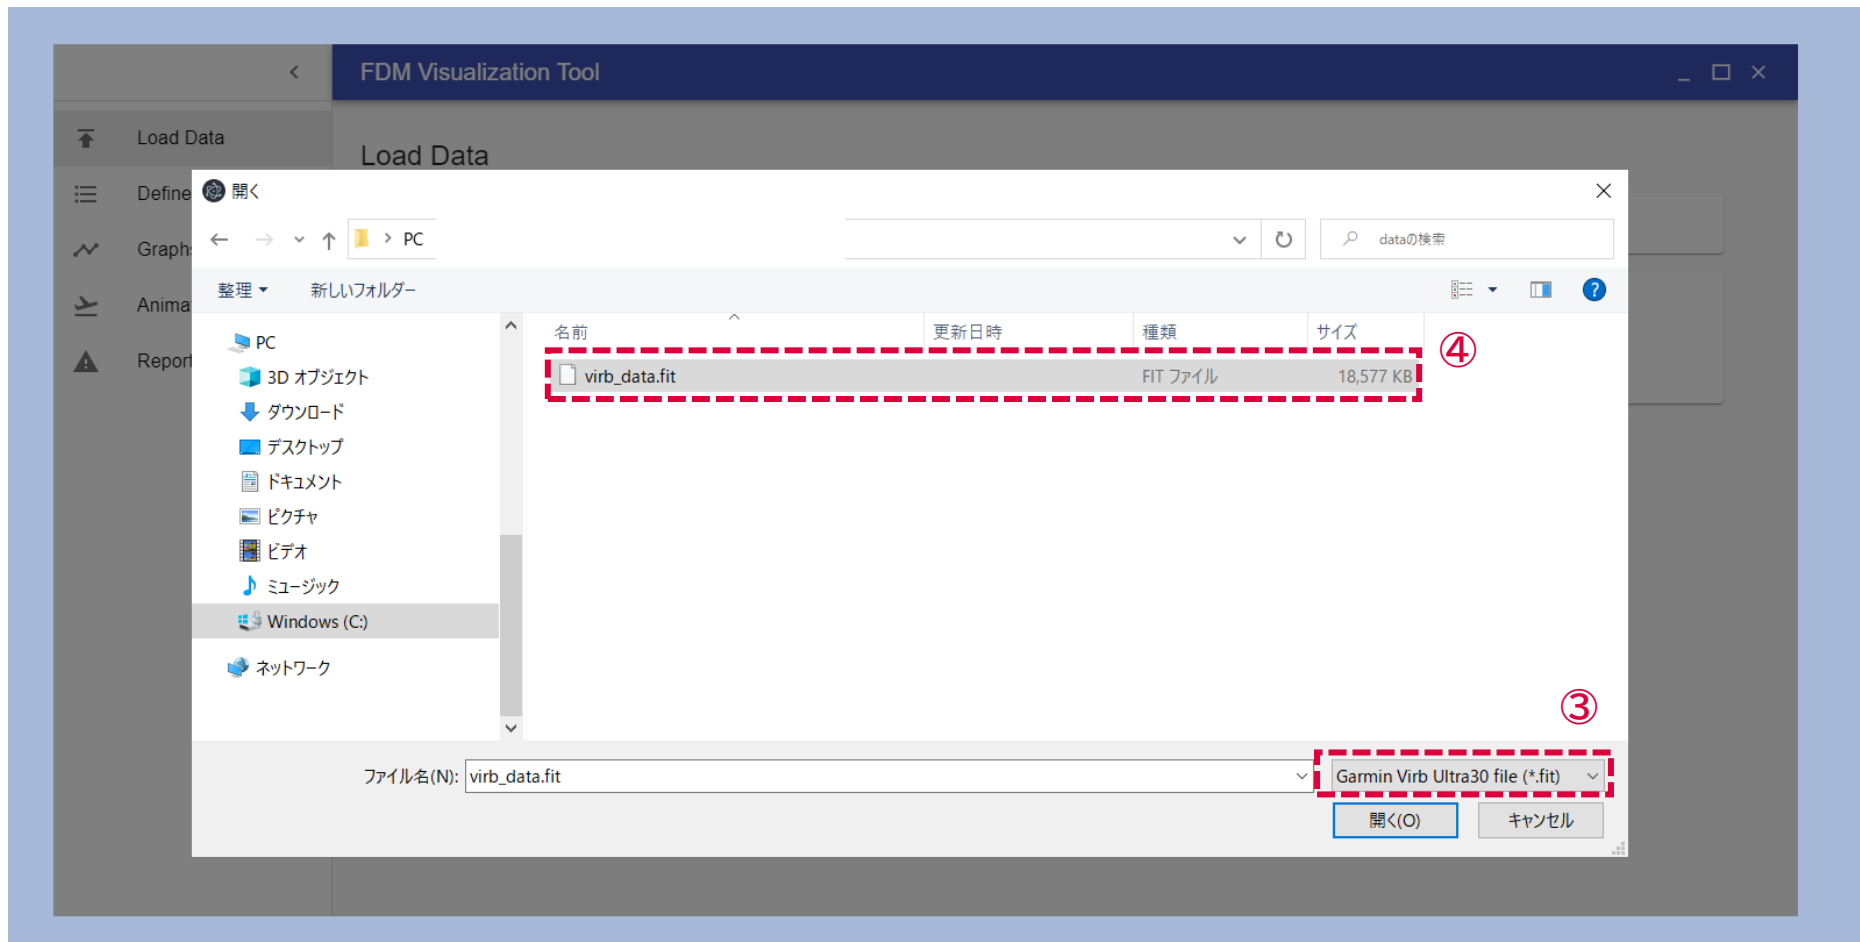 FDM Visualization Tool
Load Data
Load Data
Define
Graph
Anima
Report
開く
PC
dataの検索
整理
新しいフォルダー
PC
3D オブジェクト
ダウンロード
デスクトップ
ドキュメント
ピクチャ
ビデオ
ミュージック
Windows (C:)
ネットワーク
名前 更新日時 種類 サイズ
④
virb_data.fit FIT ファイル 18,577 KB
③
ファイル名(N): virb_data.fit
Garmin Virb Ultra30 file (*.fit)
開く(O) キャンセル